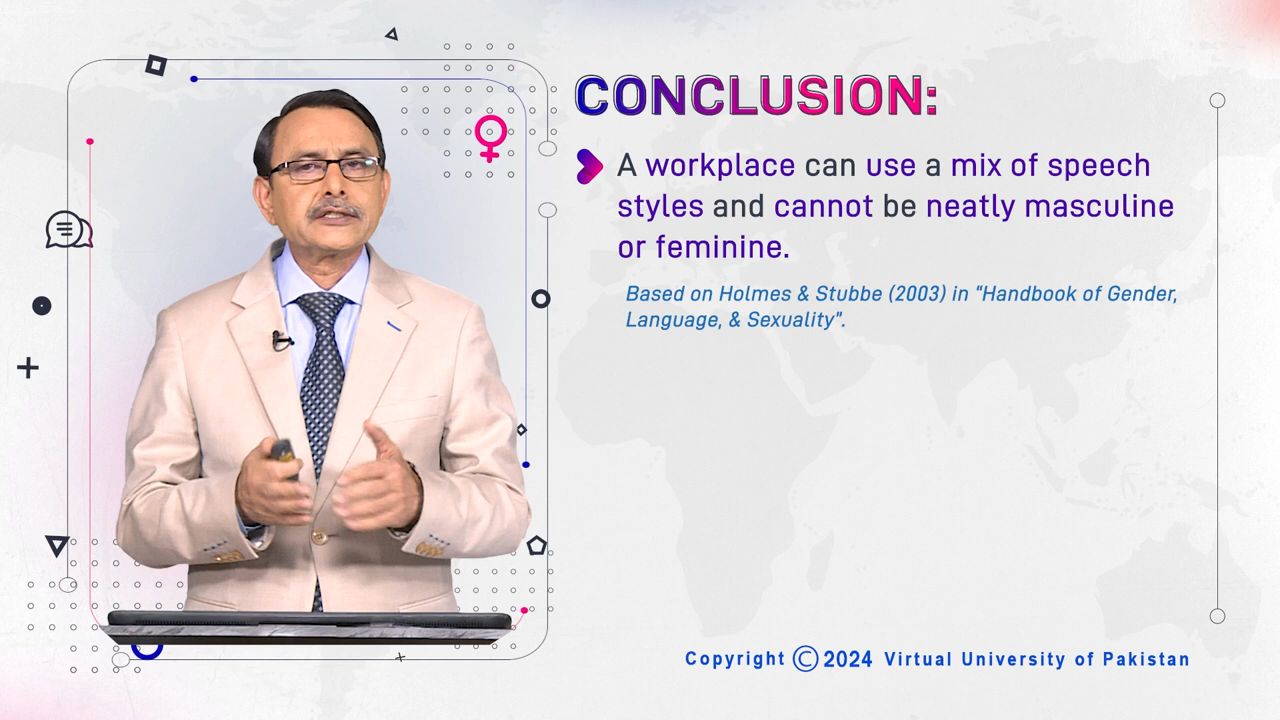 CONCLUSION:
A workplace can use a mix of speech
styles and cannot be neatly masculine
or feminine.
Based on Holmes & Stubbe (2003) in “Handbook of Gender,
Language, & Sexuality”.
Copyright © 2024 Virtual University of Pakistan